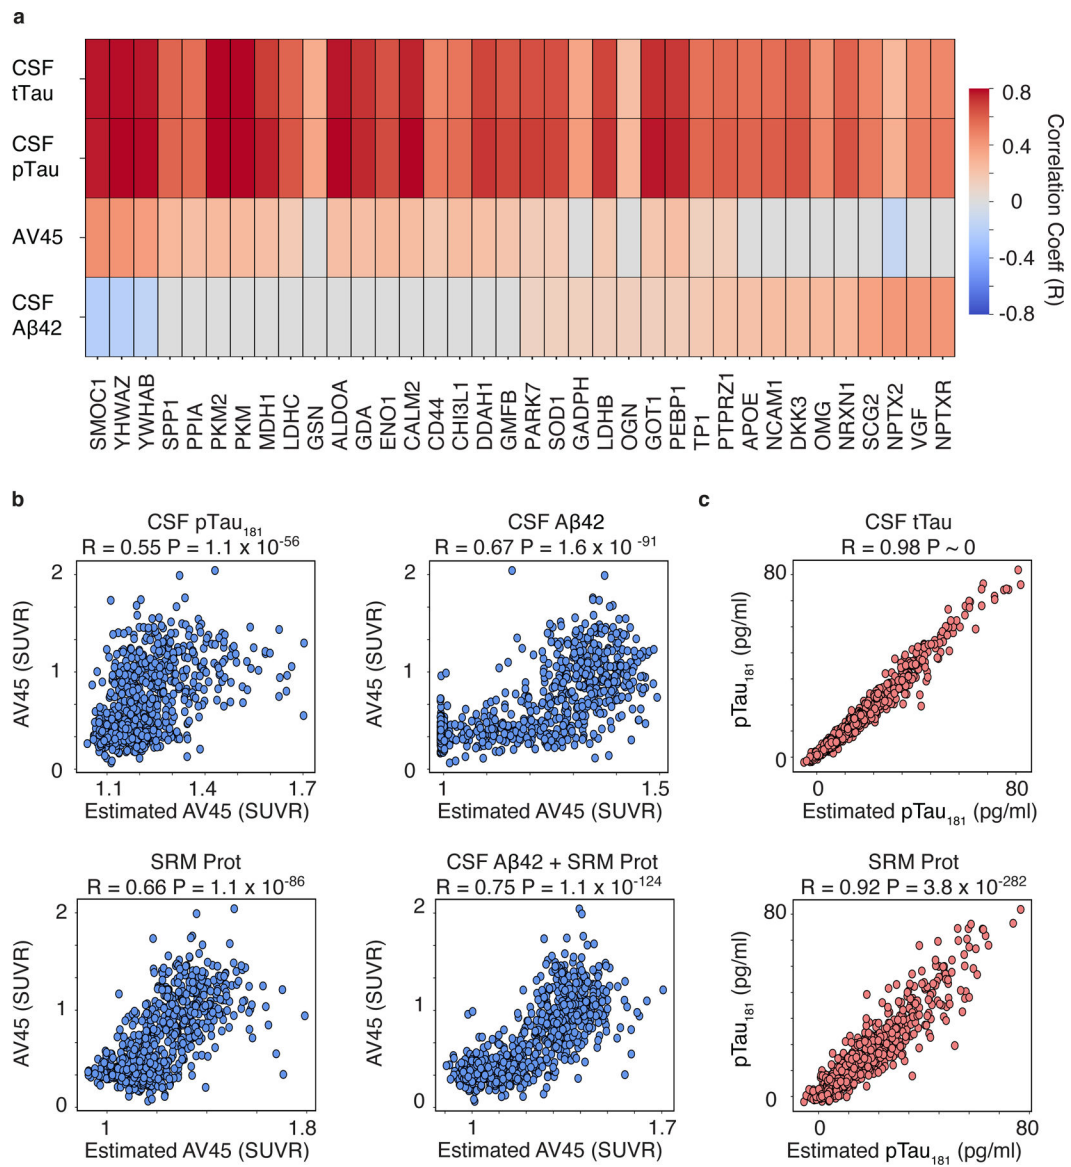 a
CSF
tTau
CSF
pTau
AV45
CSF
Aβ42
0.8
0.4
0
-0.4
-0.8
Correlation Coeff (R)
SMOC1
YHWAZ
YWHAB
SPP1
PPIA
PKM2
PKM
MDH1
LDHC
GSN
ALDOA
GDA
ENO1
CALM2
CD44
CHI3L1
DDAH1
GMFB
PARK7
SOD1
GADPH
LDHB
OGN
GOT1
PEBP1
TP1
PTPRZ1
APOE
NCAM1
DKK3
OMG
NRXN1
SCG2
NPTX2
VGF
NPTXR
b
CSF pTau181
R = 0.55 P = 1.1 x 10-56
2
1
0
AV45 (SUVR)
1.1 1.4 1.7
Estimated AV45 (SUVR)
CSF Aβ42
R = 0.67 P = 1.6 x 10 -91
2
1
0
AV45 (SUVR)
1 1.5
Estimated AV45 (SUVR)
c
CSF tTau
R = 0.98 P ~ 0
80
0
pTau181 (pg/ml)
0 80
Estimated pTau181 (pg/ml)
SRM Prot
R = 0.66 P = 1.1 x 10-86
2
1
0
AV45 (SUVR)
1 1.8
Estimated AV45 (SUVR)
CSF Aβ42 + SRM Prot
R = 0.75 P = 1.1 x 10-124
2
1
0
AV45 (SUVR)
1 1.7
Estimated AV45 (SUVR)
SRM Prot
R = 0.92 P = 3.8 x 10-282
80
0
pTau181 (pg/ml)
0 80
Estimated pTau181 (pg/ml)